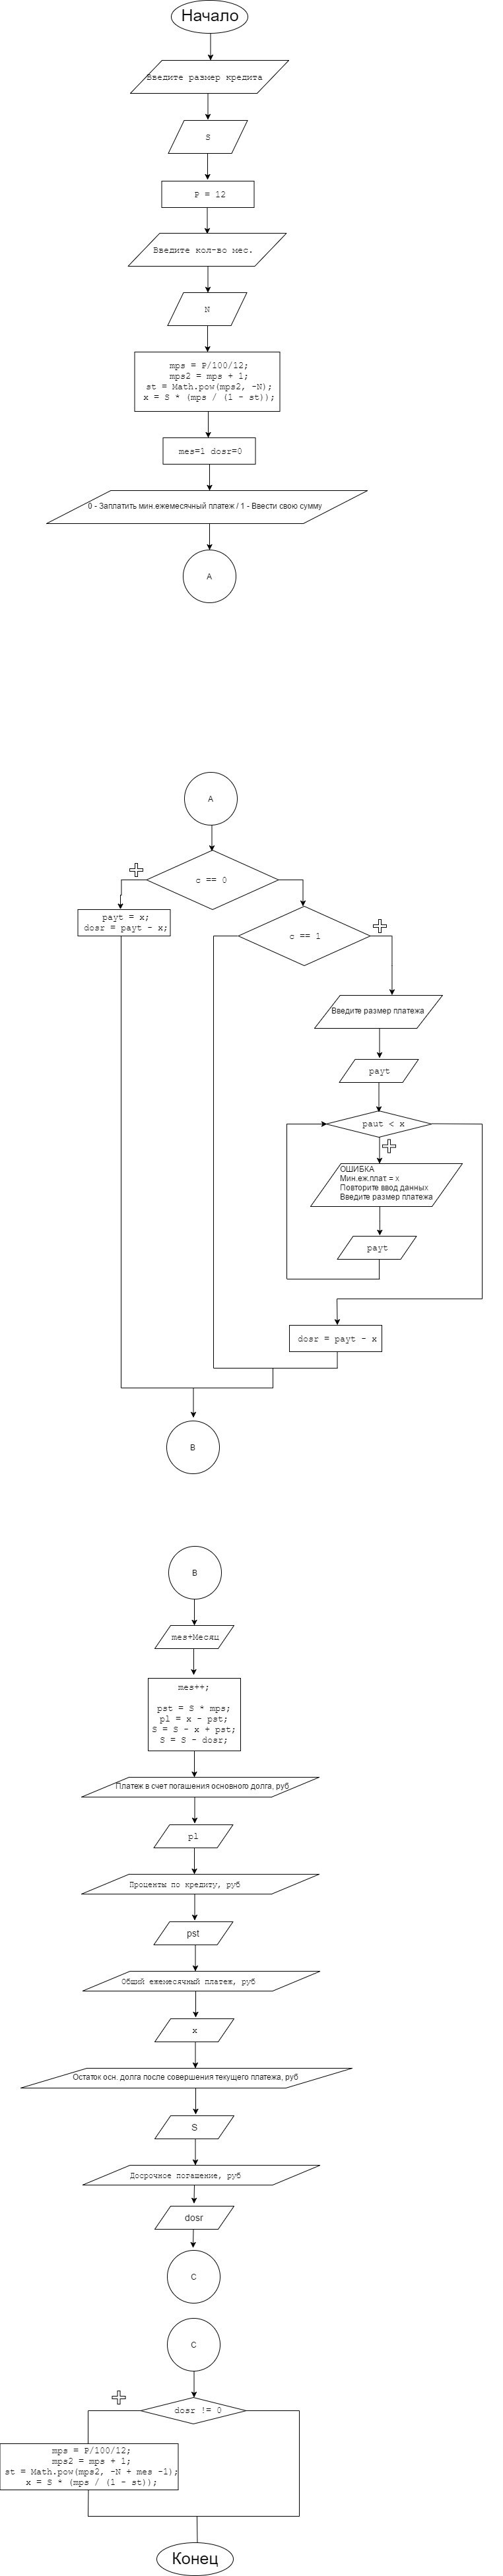 Начало
Введите размер кредита
S
P = 12
Введите кол-во мес.
N
mps = P/100/12;
mps2 = mps + 1;
st = Math.pow(mps2, -N);
x = S * (mps / (1 - st));
mes=1 dosr=0
0 - Заплатить мин.ежемесячный платеж / 1 - Ввести свою сумму
A
A
c == 0
payt = x;
dosr = payt - x;
c == 1
Введите размер платежа
payt
paut < x
ОШИБКА
Мин.еж.плат. = x
Повторите ввод данных
Введите размер платежа
payt
dosr = payt - x
B
B
mes+Месяц
mes++;
pst = S * mps;
pl = x - pst;
S = S - x + pst;
S = S - dosr;
Платеж в счет погашения основного долга, руб
pl
Проценты по кредиту, руб
pst
Общий ежемесячный платеж, руб
x
Остаток осн. долга после совершения текущего платежа, руб
S
Досрочное погашение, руб
dosr
C
C
dosr != 0
mps = P/100/12;
mps2 = mps + 1;
st = Math.pow(mps2, -N + mes -1);
x = S * (mps / (1 - st));
Конец